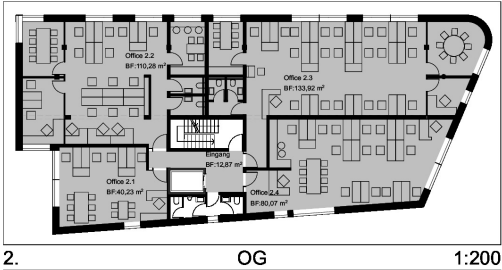 Office 2.2
BF:110,28 m²
Office 2.3
BF:133,92 m²
Eingang
BF:12,87 m²
Office 2.1
BF:40,23 m²
Office 2.4
BF:80,07 m²
2. OG 1:200